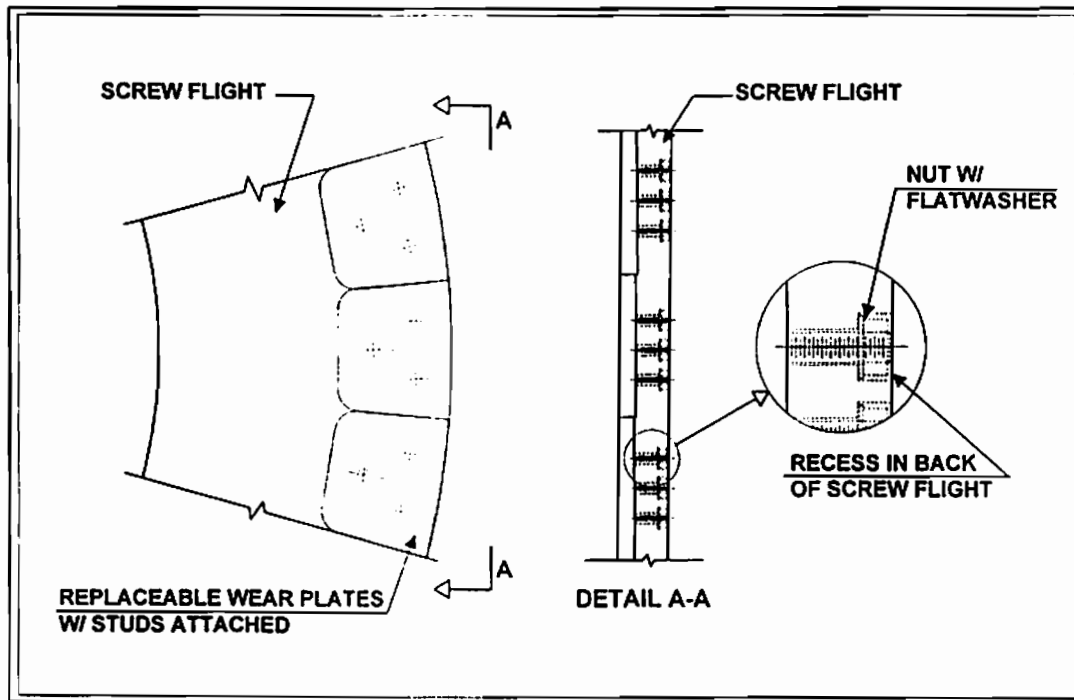 SCREW FLIGHT
A
SCREW FLIGHT
NUT W/
FLATWASHER
RECESS IN BACK
OF SCREW FLIGHT
A
DETAIL A-A
REPLACEABLE WEAR PLATES
W/ STUDS ATTACHED